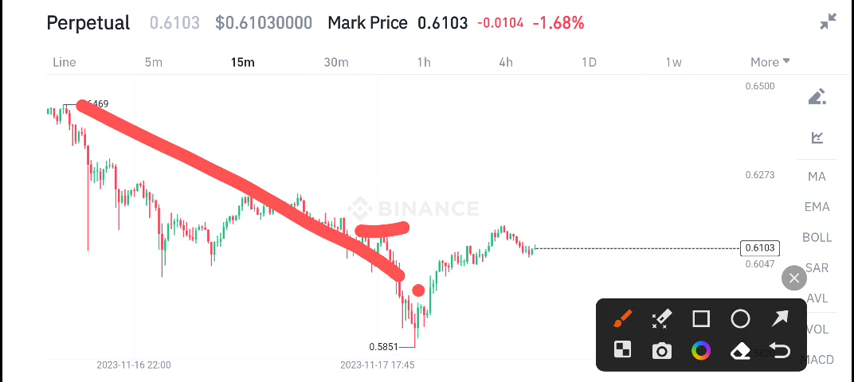 Perpetual 0.6103 $0.61030000 Mark Price 0.6103 -0.0104 -1.68%
Line 5m 15m 30m 1h 4h 1D 1w More
0.6500
469
MA
0.6273
EMA
BINANCE
BOLL
0.6103
0.6047
SAR
AVL
VOL
0.5851
MACD
2023-11-16 22:00 2023-11-17 17:45